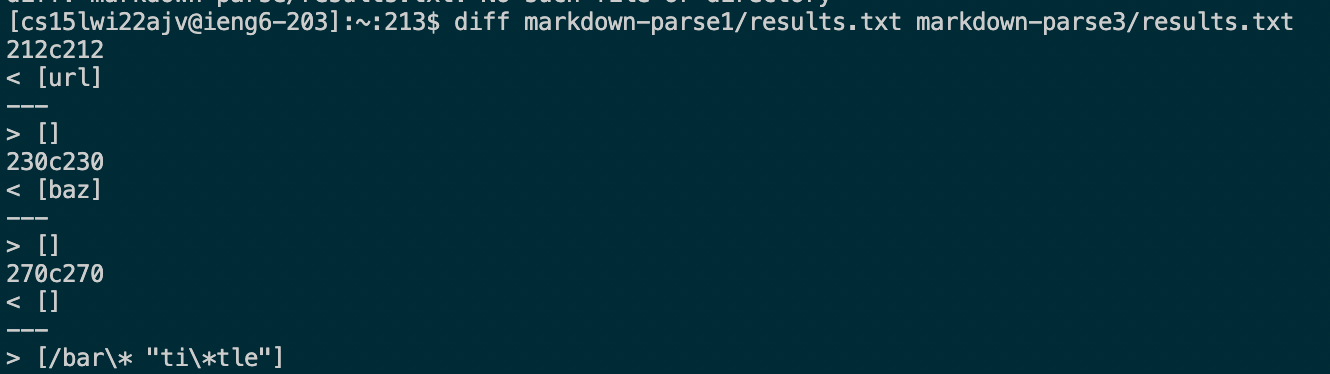 diff: markdown-parse/results.txt: No such file or directory
[cs15lwi22ajv@ieng6-203]:~:213$ diff markdown-parse1/results.txt markdown-parse3/results.txt
212c212
< [url]
---
> []
230c230
< [baz]
---
> []
270c270
< []
---
> [/bar\* "ti\*tle"]